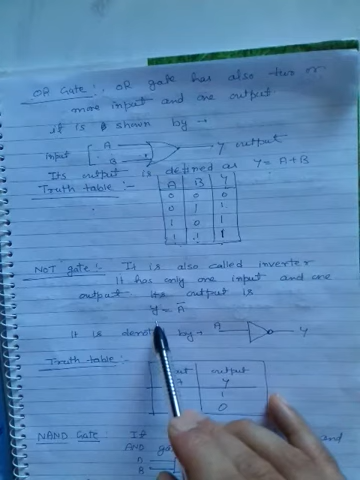 OR Gate :- OR gate has also two or
more input and one output
it is shown by -
input A B Y output
Its output is defined as Y = A+B
Truth table :-
A B Y
0 0 0
0 1 1
1 0 1
1 1 1
NOT gate :- It is also called inverter
It has only one input and one
output its output is
Y = A̅
it is denote by → A Y
Truth table :-
output
Y
1
0
NAND Gate If and
AND
A
B